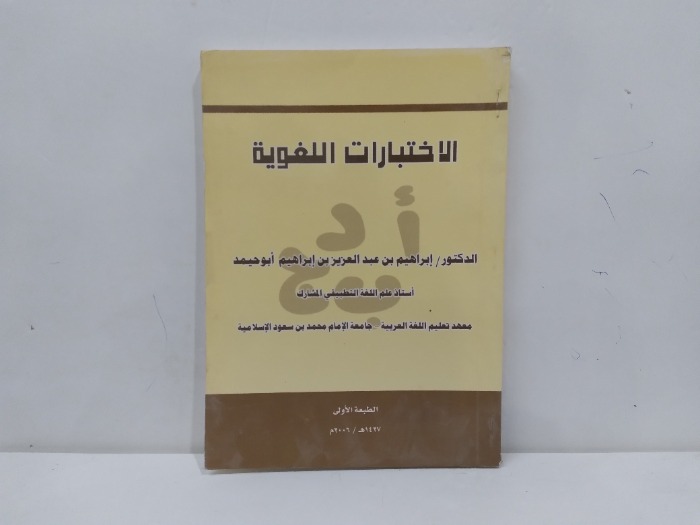 الاختبارات اللغوية
أ د
ب ع
الدكتور/ إبراهيم بن عبد العزيز بن إبراهيم أبوحيمد
أستاذ علم اللغة التطبيقي المشارك
معهد تعليم اللغة العربية - جامعة الإمام محمد بن سعود الإسلامية
الطبعة الأولى
١٤٢٧هـ / ٢٠٠٦م